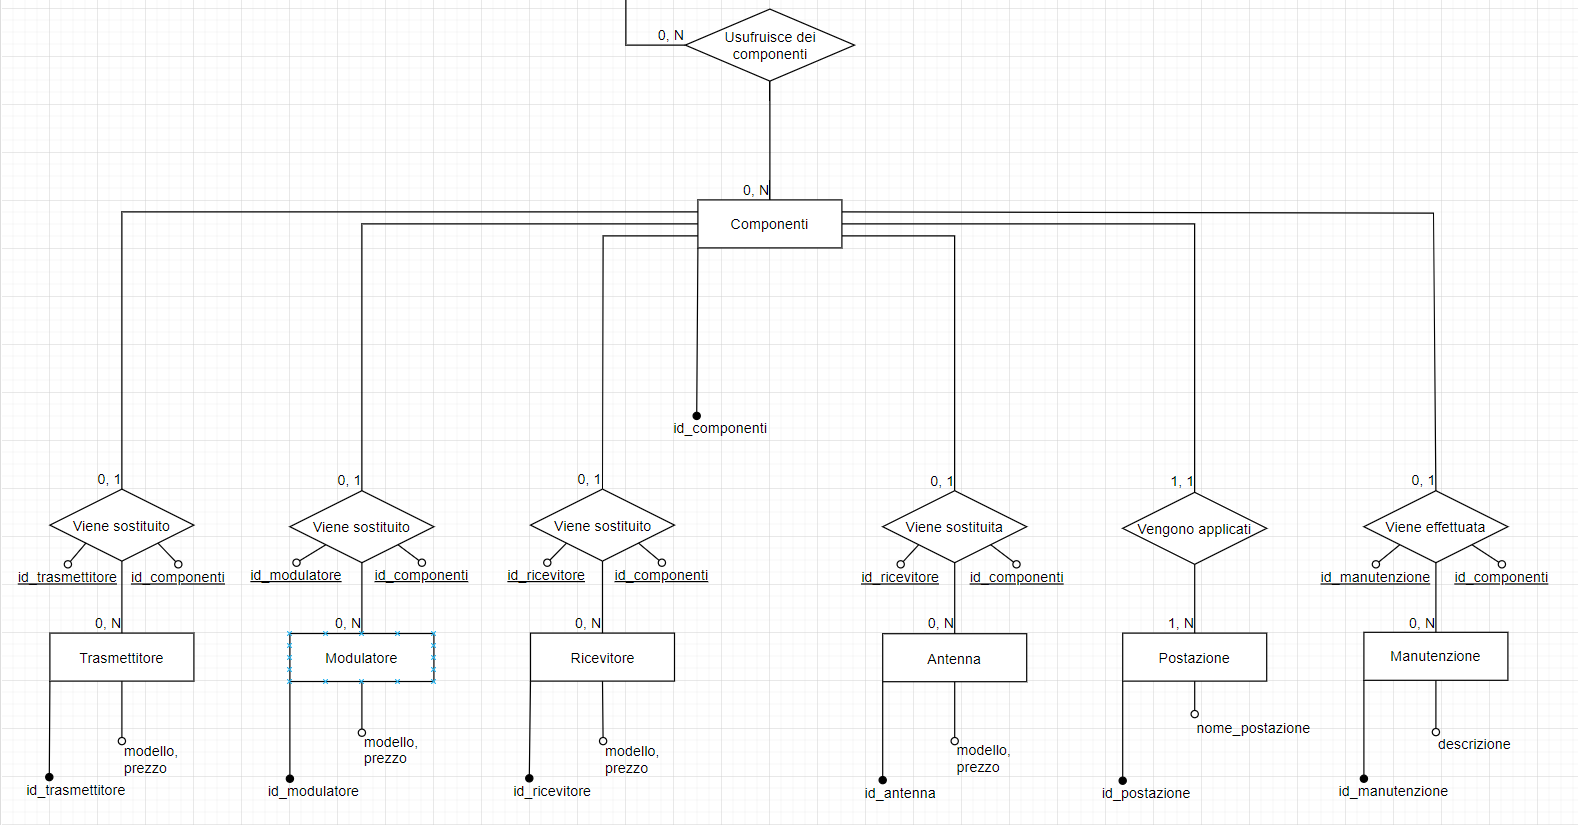 0, N
Usufruisce dei
componenti
0, N
Componenti
id_componenti
0, 1
0, 1
0, 1
0, 1
1, 1
0, 1
Viene sostituito
Viene sostituito
Viene sostituito
Viene sostituita
Vengono applicati
Viene effettuata
id_trasmettitore
id_componenti
id_modulatore
id_componenti
id_ricevitore
id_componenti
id_ricevitore
id_componenti
id_manutenzione
id_componenti
0, N
0, N
0, N
0, N
1, N
0, N
Trasmettitore
Modulatore
Ricevitore
Antenna
Postazione
Manutenzione
modello,
prezzo
modello,
prezzo
modello,
prezzo
modello,
prezzo
nome_postazione
descrizione
id_trasmettitore
id_modulatore
id_ricevitore
id_antenna
id_postazione
id_manutenzione